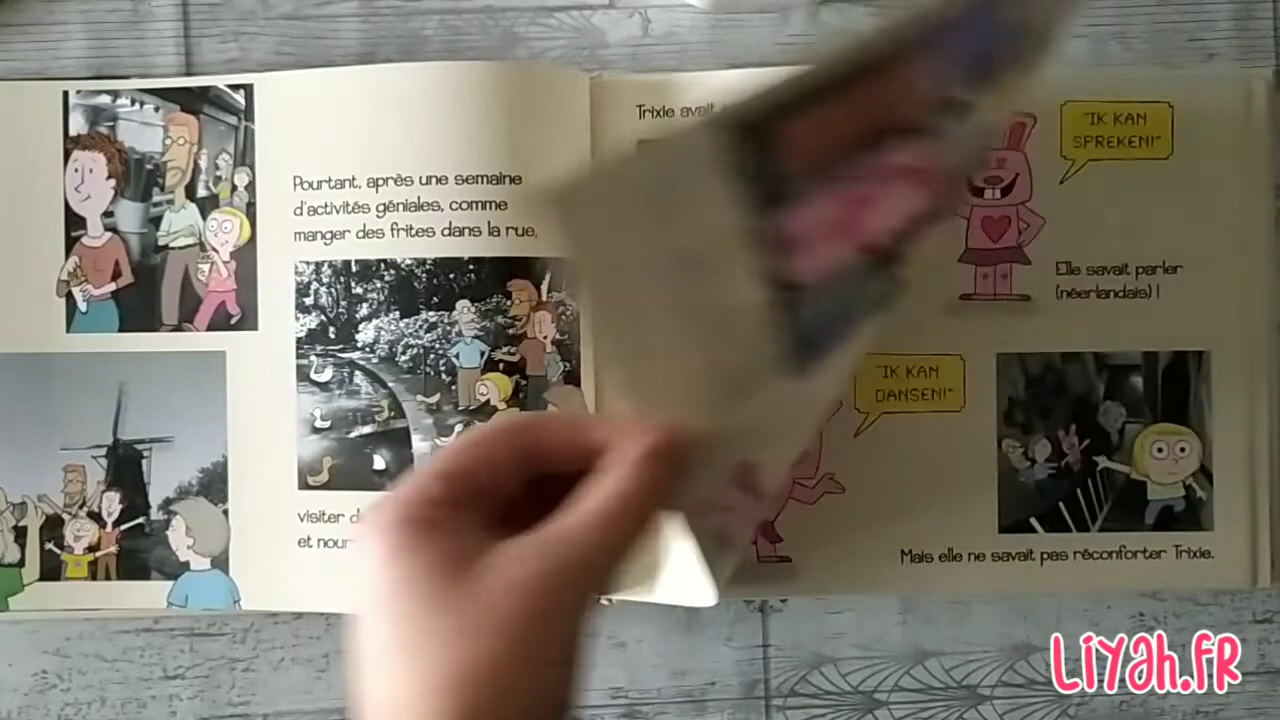 Pourtant, après une semaine
d'activités géniales, comme
manger des frites dans la rue,
visiter
et
Trixie avait
"IK KAN
SPREKEN!"
Elle savait parler
(néerlandais) !
"IK KAN
DANSEN!"
Mais elle ne savait pas réconforter Trixie.
LiYah.FR